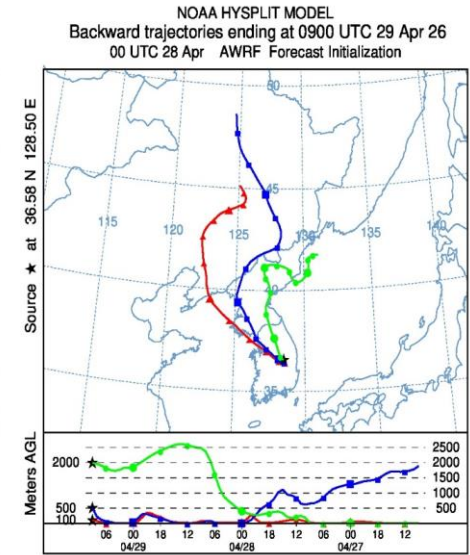 NOAA HYSPLIT MODEL
Backward trajectories ending at 0900 UTC 29 Apr 26
00 UTC 28 Apr AWRF Forecast Initialization
Source ★ at 36.58 N 128.50 E
50
45
115
120
125
130
135
140
40
35
Meters AGL
2000
500
100
2500
2000
1500
1000
500
06 00 18 12 06 00 18 12 06 00 18 12
04/29 04/28 04/27